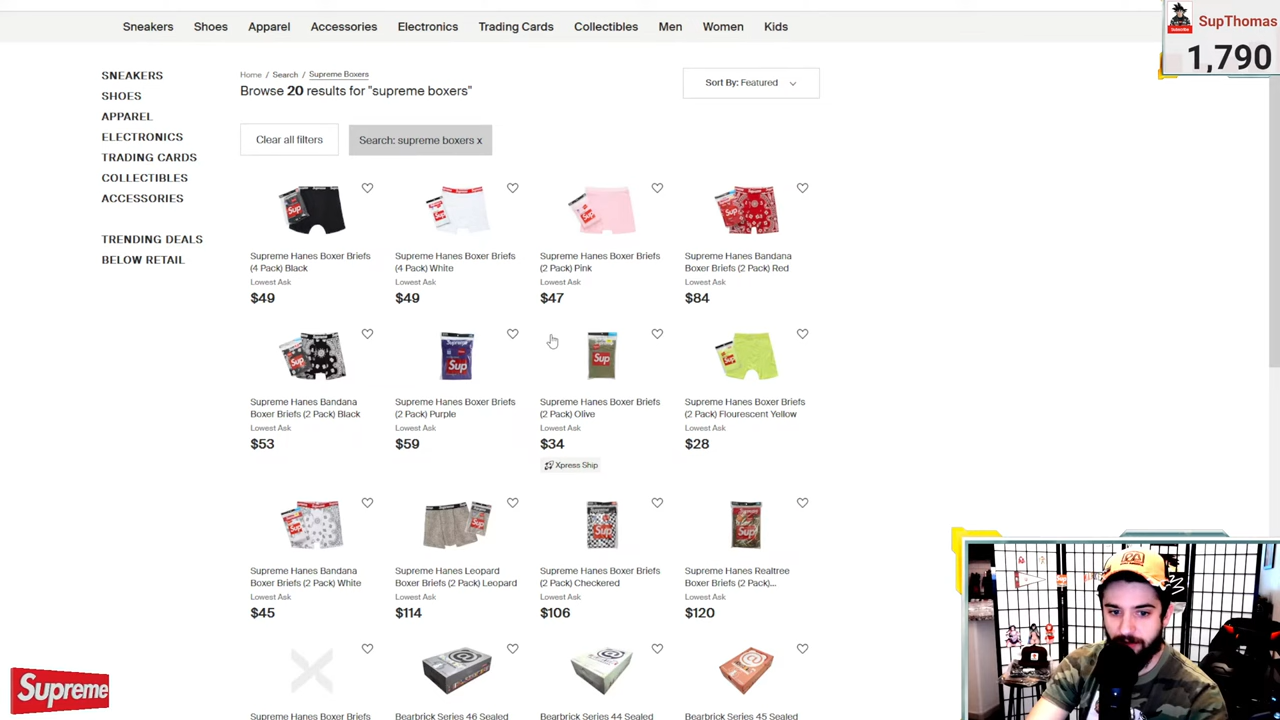 Sneakers Shoes Apparel Accessories Electronics Trading Cards Collectibles Men Women Kids
Subscribe
SupThomas
1,790
SNEAKERS
SHOES
APPAREL
ELECTRONICS
TRADING CARDS
COLLECTIBLES
ACCESSORIES
TRENDING DEALS
BELOW RETAIL
Home / Search / Supreme Boxers
Browse 20 results for "supreme boxers"
Sort By: Featured
Clear all filters
Search: supreme boxers x
Supreme Hanes Boxer Briefs
(4 Pack) Black
Lowest Ask
$49
Supreme Hanes Boxer Briefs
(4 Pack) White
Lowest Ask
$49
Supreme Hanes Boxer Briefs
(2 Pack) Pink
Lowest Ask
$47
Supreme Hanes Bandana
Boxer Briefs (2 Pack) Red
Lowest Ask
$84
Supreme Hanes Bandana
Boxer Briefs (2 Pack) Black
Lowest Ask
$53
Sup
Supreme Hanes Boxer Briefs
(2 Pack) Purple
Lowest Ask
$59
Sup
Supreme Hanes Boxer Briefs
(2 Pack) Olive
Lowest Ask
$34
Xpress Ship
Supreme Hanes Boxer Briefs
(2 Pack) Flourescent Yellow
Lowest Ask
$28
Supreme Hanes Bandana
Boxer Briefs (2 Pack) White
Lowest Ask
$45
Supreme Hanes Leopard
Boxer Briefs (2 Pack) Leopard
Lowest Ask
$114
Sup
Supreme Hanes Boxer Briefs
(2 Pack) Checkered
Lowest Ask
$106
Sup
Supreme Hanes Realtree
Boxer Briefs (2 Pack)...
Lowest Ask
$120
Supreme Hanes Boxer Briefs
Bearbrick Series 46 Sealed
Bearbrick Series 44 Sealed
Bearbrick Series 45 Sealed
Supreme